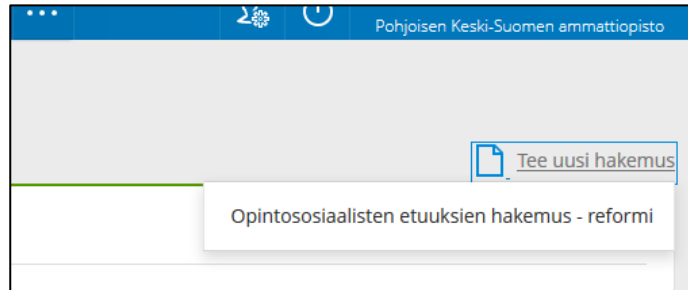 Pohjoisen Keski-Suomen ammattiopisto
Tee uusi hakemus
Opintososiaalisten etuuksien hakemus - reformi